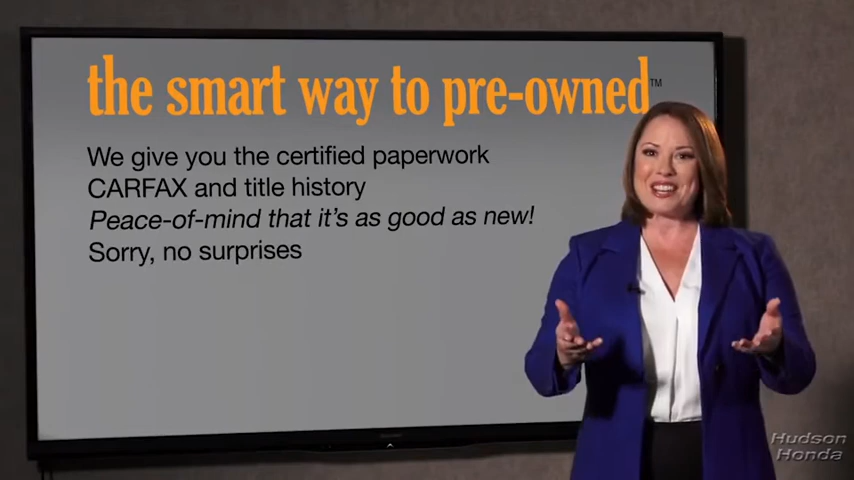 the smart way to pre-owned™
We give you the certified paperwork
CARFAX and title history
Peace-of-mind that it's as good as new!
Sorry, no surprises
Hudson
Honda